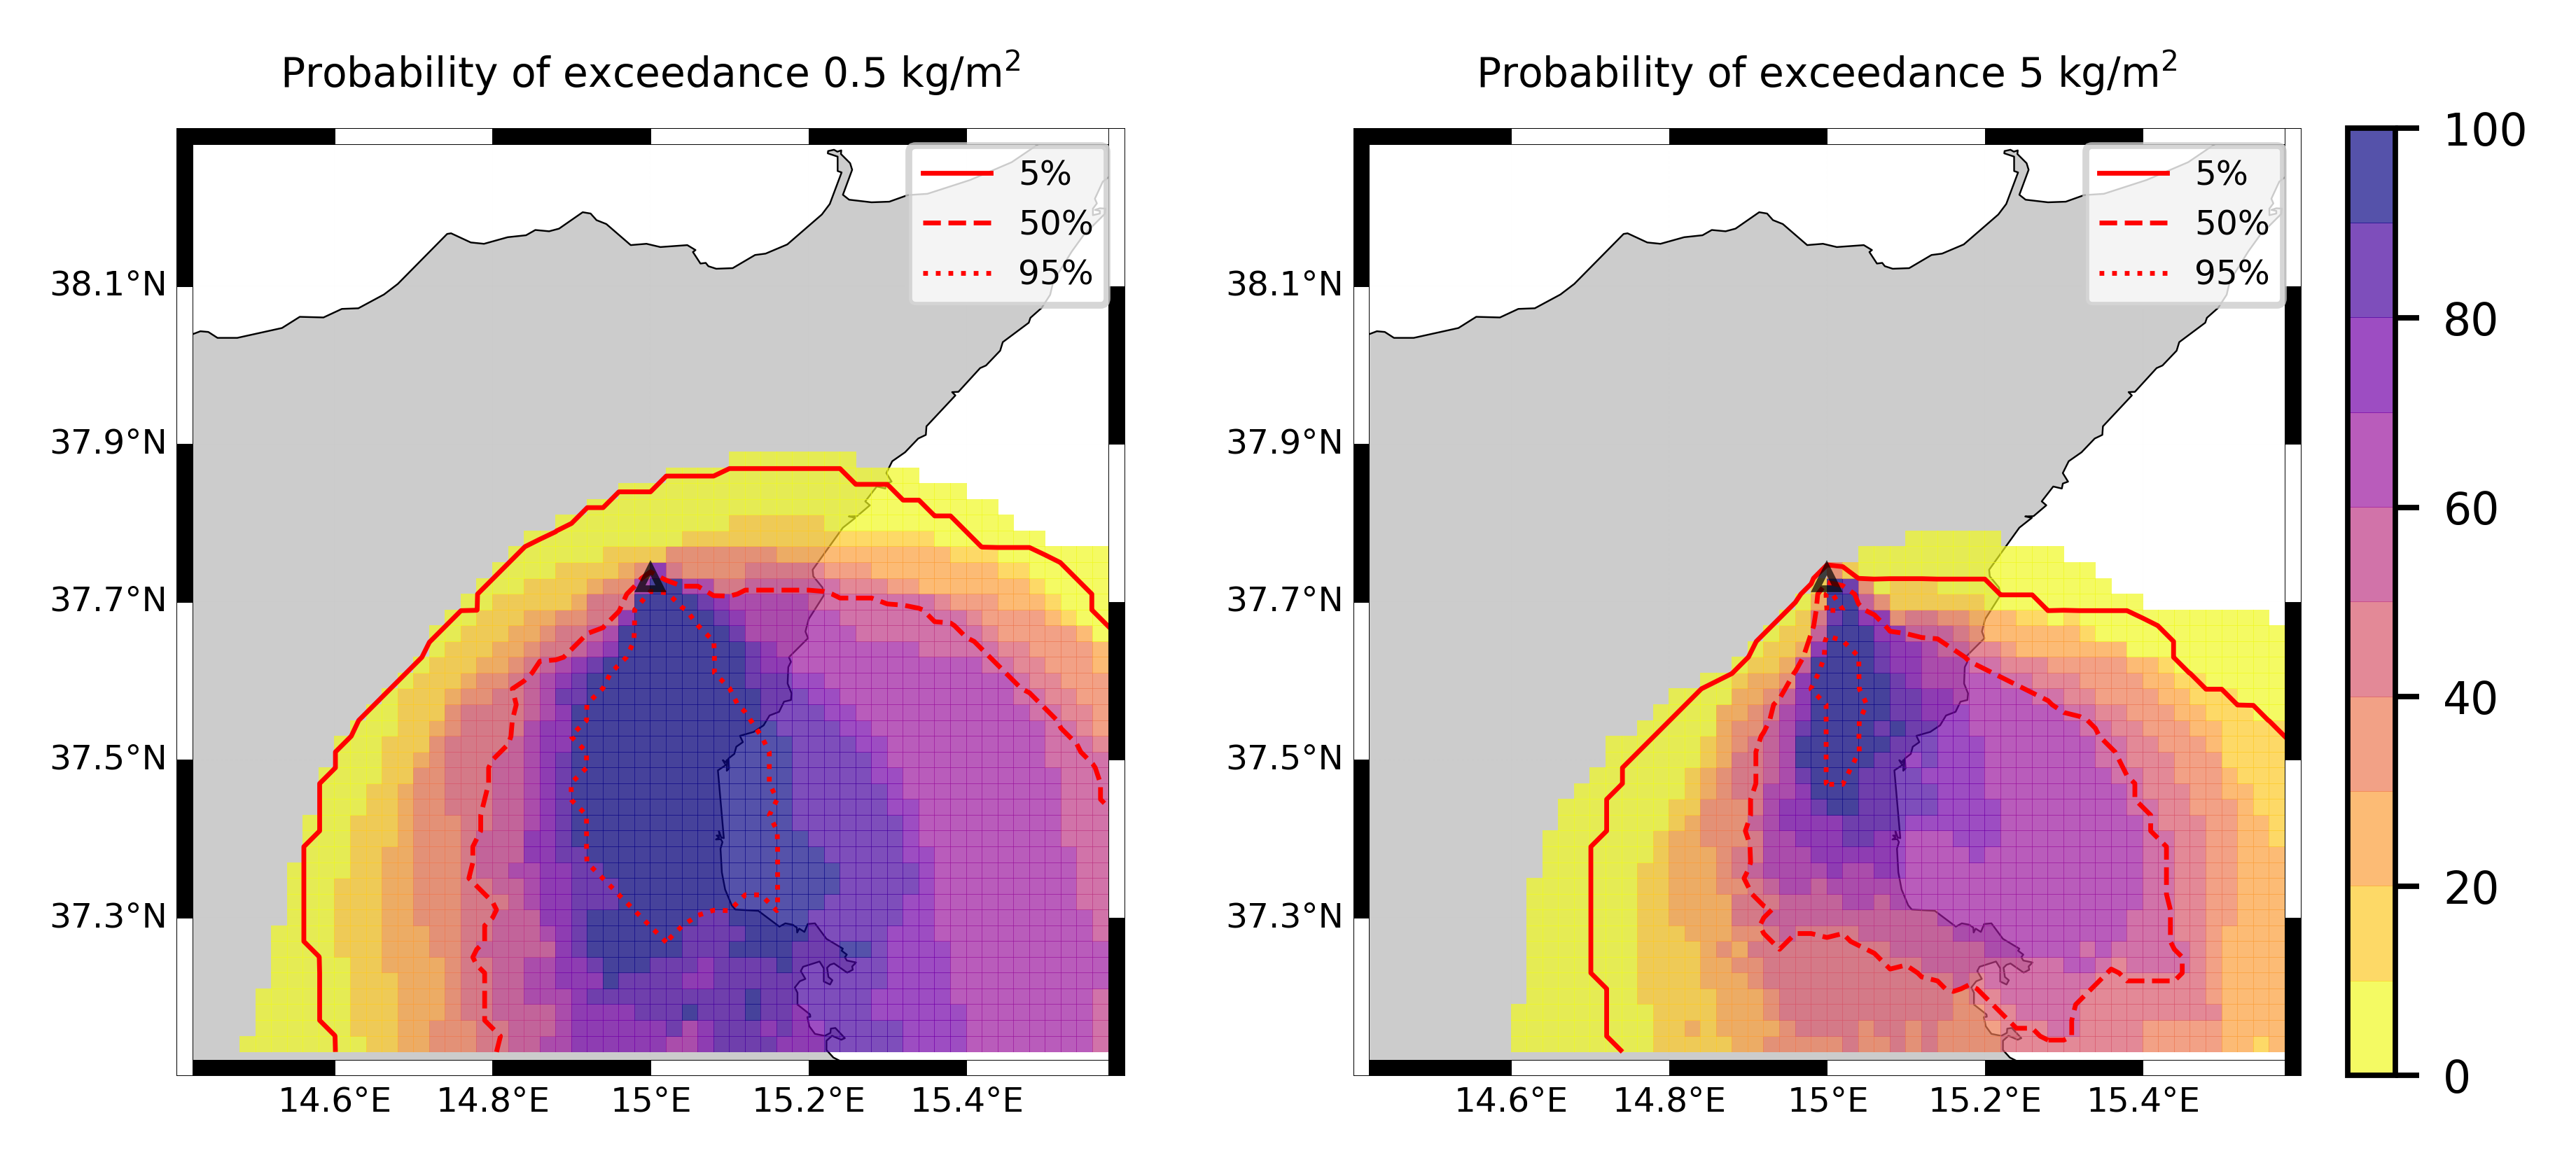 Probability of exceedance 0.5 kg/m²
5%
50%
95%
38.1°N
37.9°N
37.7°N
37.5°N
37.3°N
14.6°E
14.8°E
15°E
15.2°E
15.4°E
Probability of exceedance 5 kg/m²
5%
50%
95%
38.1°N
37.9°N
37.7°N
37.5°N
37.3°N
14.6°E
14.8°E
15°E
15.2°E
15.4°E
100
80
60
40
20
0